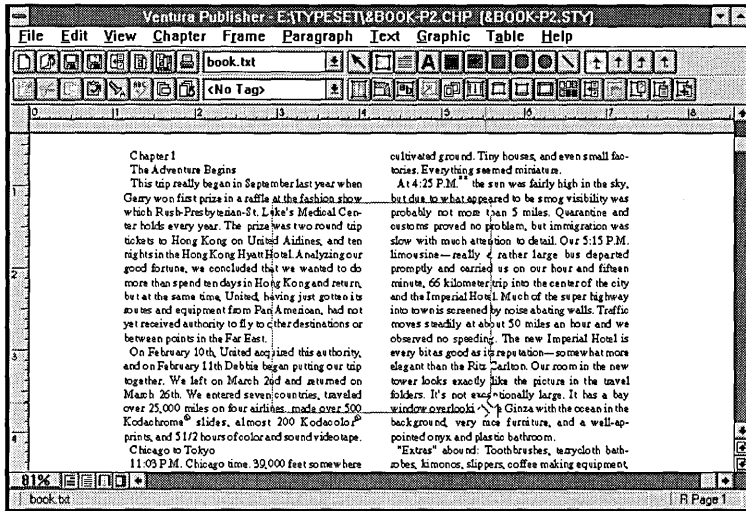 Ventura Publisher - E:\TYPESET\&BOOK-P2.CHP [&BOOK-P2.STY]
File Edit View Chapter Frame Paragraph Text Graphic Table Help
book.txt
A
<No Tag>
0 1 2 3 4 5 6 7 8
Chapter 1
The Adventure Begins
This trip really began in September last year when
Gerry won first prize in a raffle at the fashion show
which Rush-Presbyterian-St. Luke's Medical Cen-
ter holds every year. The prize was two round trip
tickets to Hong Kong on United Airlines, and ten
nights in the Hong Kong Hyatt Hotel. Analyzing our
good fortune, we concluded that we wanted to do
more than spend ten days in Hong Kong and return,
but at the same time, United, having just gotten its
routes and equipment from Pan American, had not
yet received authority to fly to other destinations or
between points in the Far East.
On February 10th, United acquired this authority,
and on February 11th Debbie began putting our trip
together. We left on March 2nd and returned on
March 26th. We entered seven countries, traveled
over 25,000 miles on four airlines, made over 500
Kodachrome® slides, almost 200 Kodacolor®
prints, and 5 1/2 hours of color and sound video tape.
Chicago to Tokyo
11:03 P.M. Chicago time. 39,000 feet somewhere
cultivated ground. Tiny houses, and even small fac-
tories. Everything seemed miniature.
At 4:25 P.M. the sun was fairly high in the sky,
but due to what appeared to be smog visibility was
probably not more than 5 miles. Quarantine and
customs proved no problem, but immigration was
slow with much attention to detail. Our 5:15 P.M.
limousine—really a rather large bus departed
promptly and carried us on our hour and fifteen
minute, 66 kilometer trip into the center of the city
and the Imperial Hotel. Much of the super highway
into town is screened by noise abating walls. Traffic
moves steadily at about 50 miles an hour and we
observed no speeding. The new Imperial Hotel is
every bit as good as its reputation—somewhat more
elegant than the Ritz Carlton. Our room in the new
tower looks exactly like the picture in the travel
folders. It's not exceptionally large. It has a bay
window overlooki Ginza with the ocean in the
background, very nice furniture, and a well-ap-
pointed onyx and plastic bathroom.
"Extras" abound: Toothbrushes, terrycloth bath-
robes, kimonos, slippers, coffee making equipment,
2
3
4
81%
book.txt R Page 1